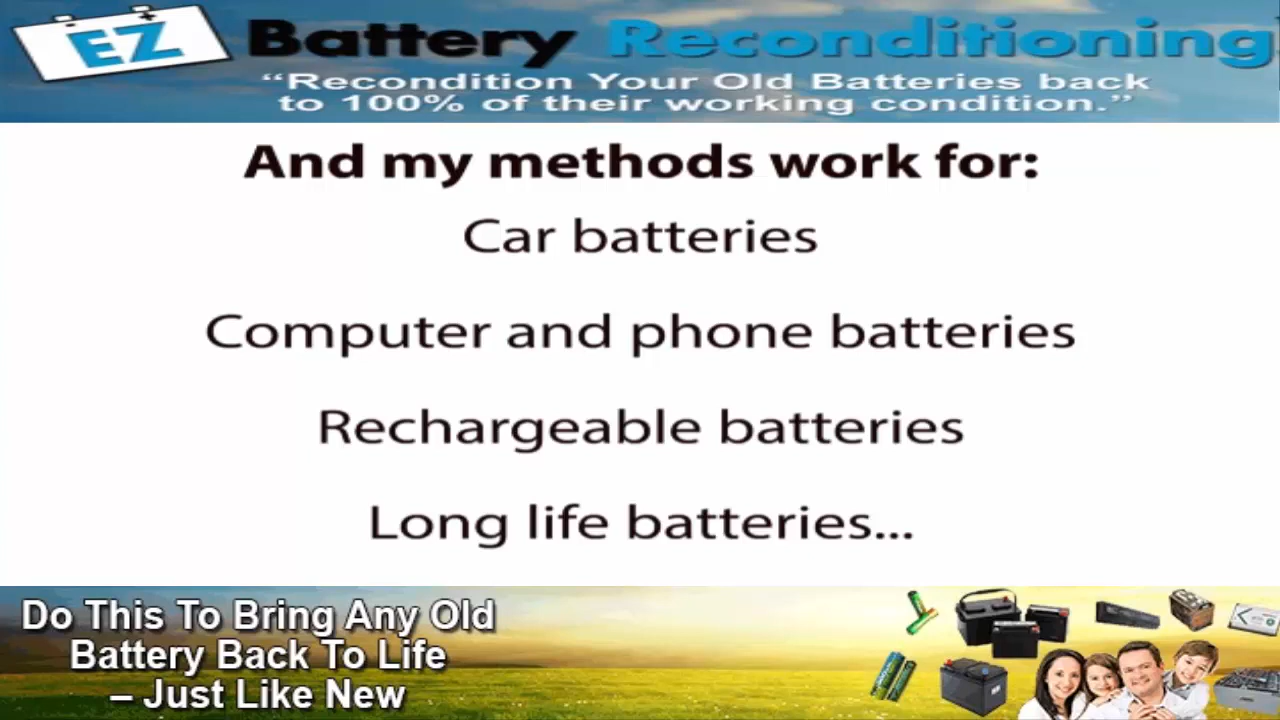 EZ Battery Reconditioning
“Recondition Your Old Batteries back
to 100% of their working condition.”
And my methods work for:
Car batteries
Computer and phone batteries
Rechargeable batteries
Long life batteries...
Do This To Bring Any Old
Battery Back To Life
– Just Like New